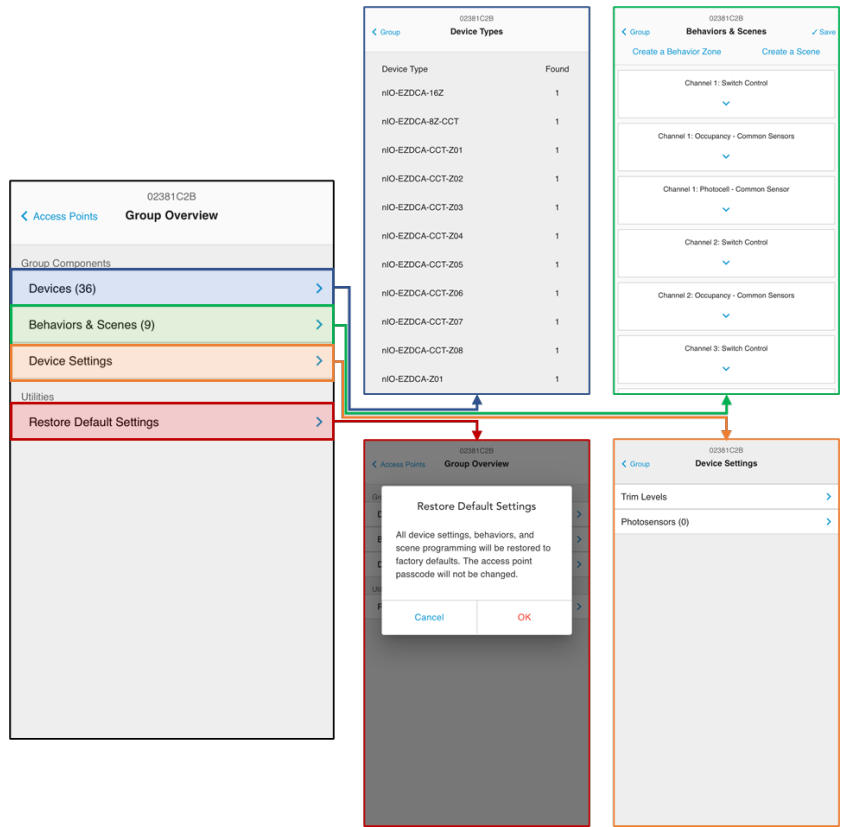 02381C2B
Access Points
Group Overview
Group Components
Devices (36)
Behaviors & Scenes (9)
Device Settings
Utilities
Restore Default Settings
02381C2B
Group
Device Types
Device Type Found
nIO-EZDCA-16Z 1
nIO-EZDCA-8Z-CCT 1
nIO-EZDCA-CCT-Z01 1
nIO-EZDCA-CCT-Z02 1
nIO-EZDCA-CCT-Z03 1
nIO-EZDCA-CCT-Z04 1
nIO-EZDCA-CCT-Z05 1
nIO-EZDCA-CCT-Z06 1
nIO-EZDCA-CCT-Z07 1
nIO-EZDCA-CCT-Z08 1
nIO-EZDCA-Z01 1
02381C2B
Group
Behaviors & Scenes
✓ Save
Create a Behavior Zone
Create a Scene
Channel 1: Switch Control
Channel 1: Occupancy - Common Sensors
Channel 1: Photocell - Common Sensor
Channel 2: Switch Control
Channel 2: Occupancy - Common Sensors
Channel 3: Switch Control
02381C2B
Access Points
Group Overview
Restore Default Settings
All device settings, behaviors, and
scene programming will be restored to
factory defaults. The access point
passcode will not be changed.
Cancel
OK
02381C2B
Group
Device Settings
Trim Levels
Photosensors (0)